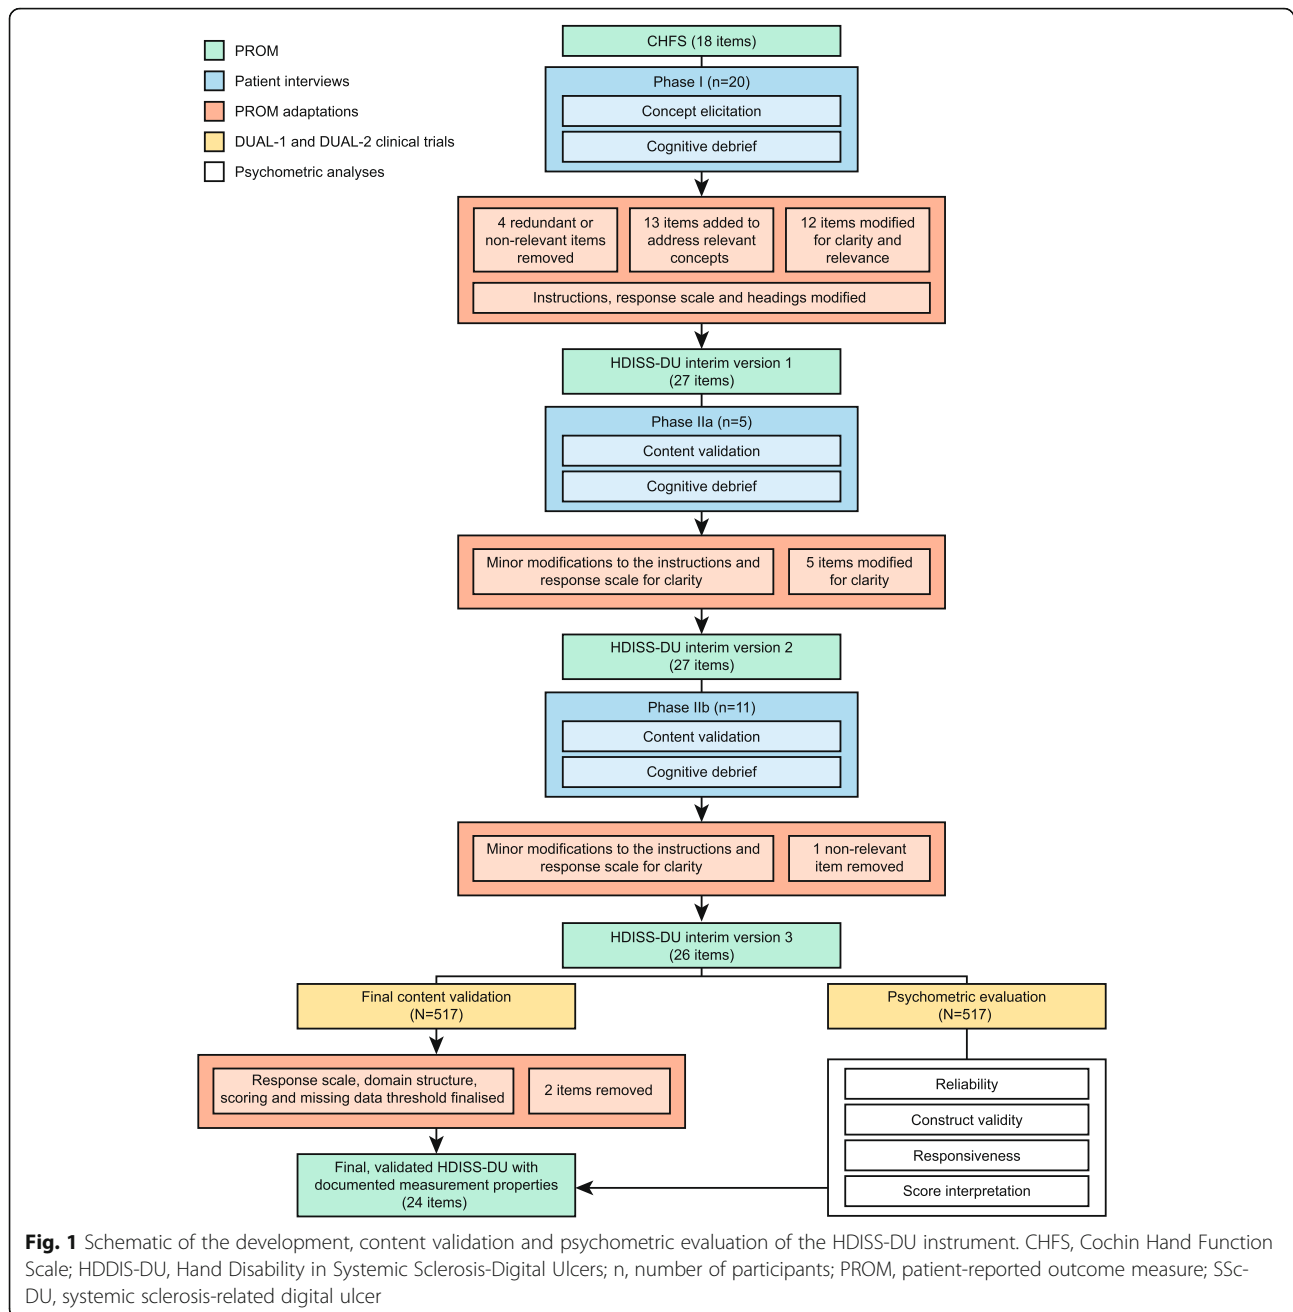 PROM
Patient interviews
PROM adaptations
DUAL-1 and DUAL-2 clinical trials
Psychometric analyses
CHFS (18 items)
Phase I (n=20)
Concept elicitation
Cognitive debrief
4 redundant or
non-relevant items
removed
13 items added to
address relevant
concepts
12 items modified
for clarity and
relevance
Instructions, response scale and headings modified
HDISS-DU interim version 1
(27 items)
Phase IIa (n=5)
Content validation
Cognitive debrief
Minor modifications to the instructions and
response scale for clarity
5 items modified
for clarity
HDISS-DU interim version 2
(27 items)
Phase IIb (n=11)
Content validation
Cognitive debrief
Minor modifications to the instructions and
response scale for clarity
1 non-relevant
item removed
HDISS-DU interim version 3
(26 items)
Final content validation
(N=517)
Psychometric evaluation
(N=517)
Response scale, domain structure,
scoring and missing data threshold finalised
2 items removed
Reliability
Construct validity
Responsiveness
Score interpretation
Final, validated HDISS-DU with
documented measurement properties
(24 items)
Fig. 1 Schematic of the development, content validation and psychometric evaluation of the HDISS-DU instrument. CHFS, Cochin Hand Function
Scale; HDDIS-DU, Hand Disability in Systemic Sclerosis-Digital Ulcers; n, number of participants; PROM, patient-reported outcome measure; SSc-
DU, systemic sclerosis-related digital ulcer